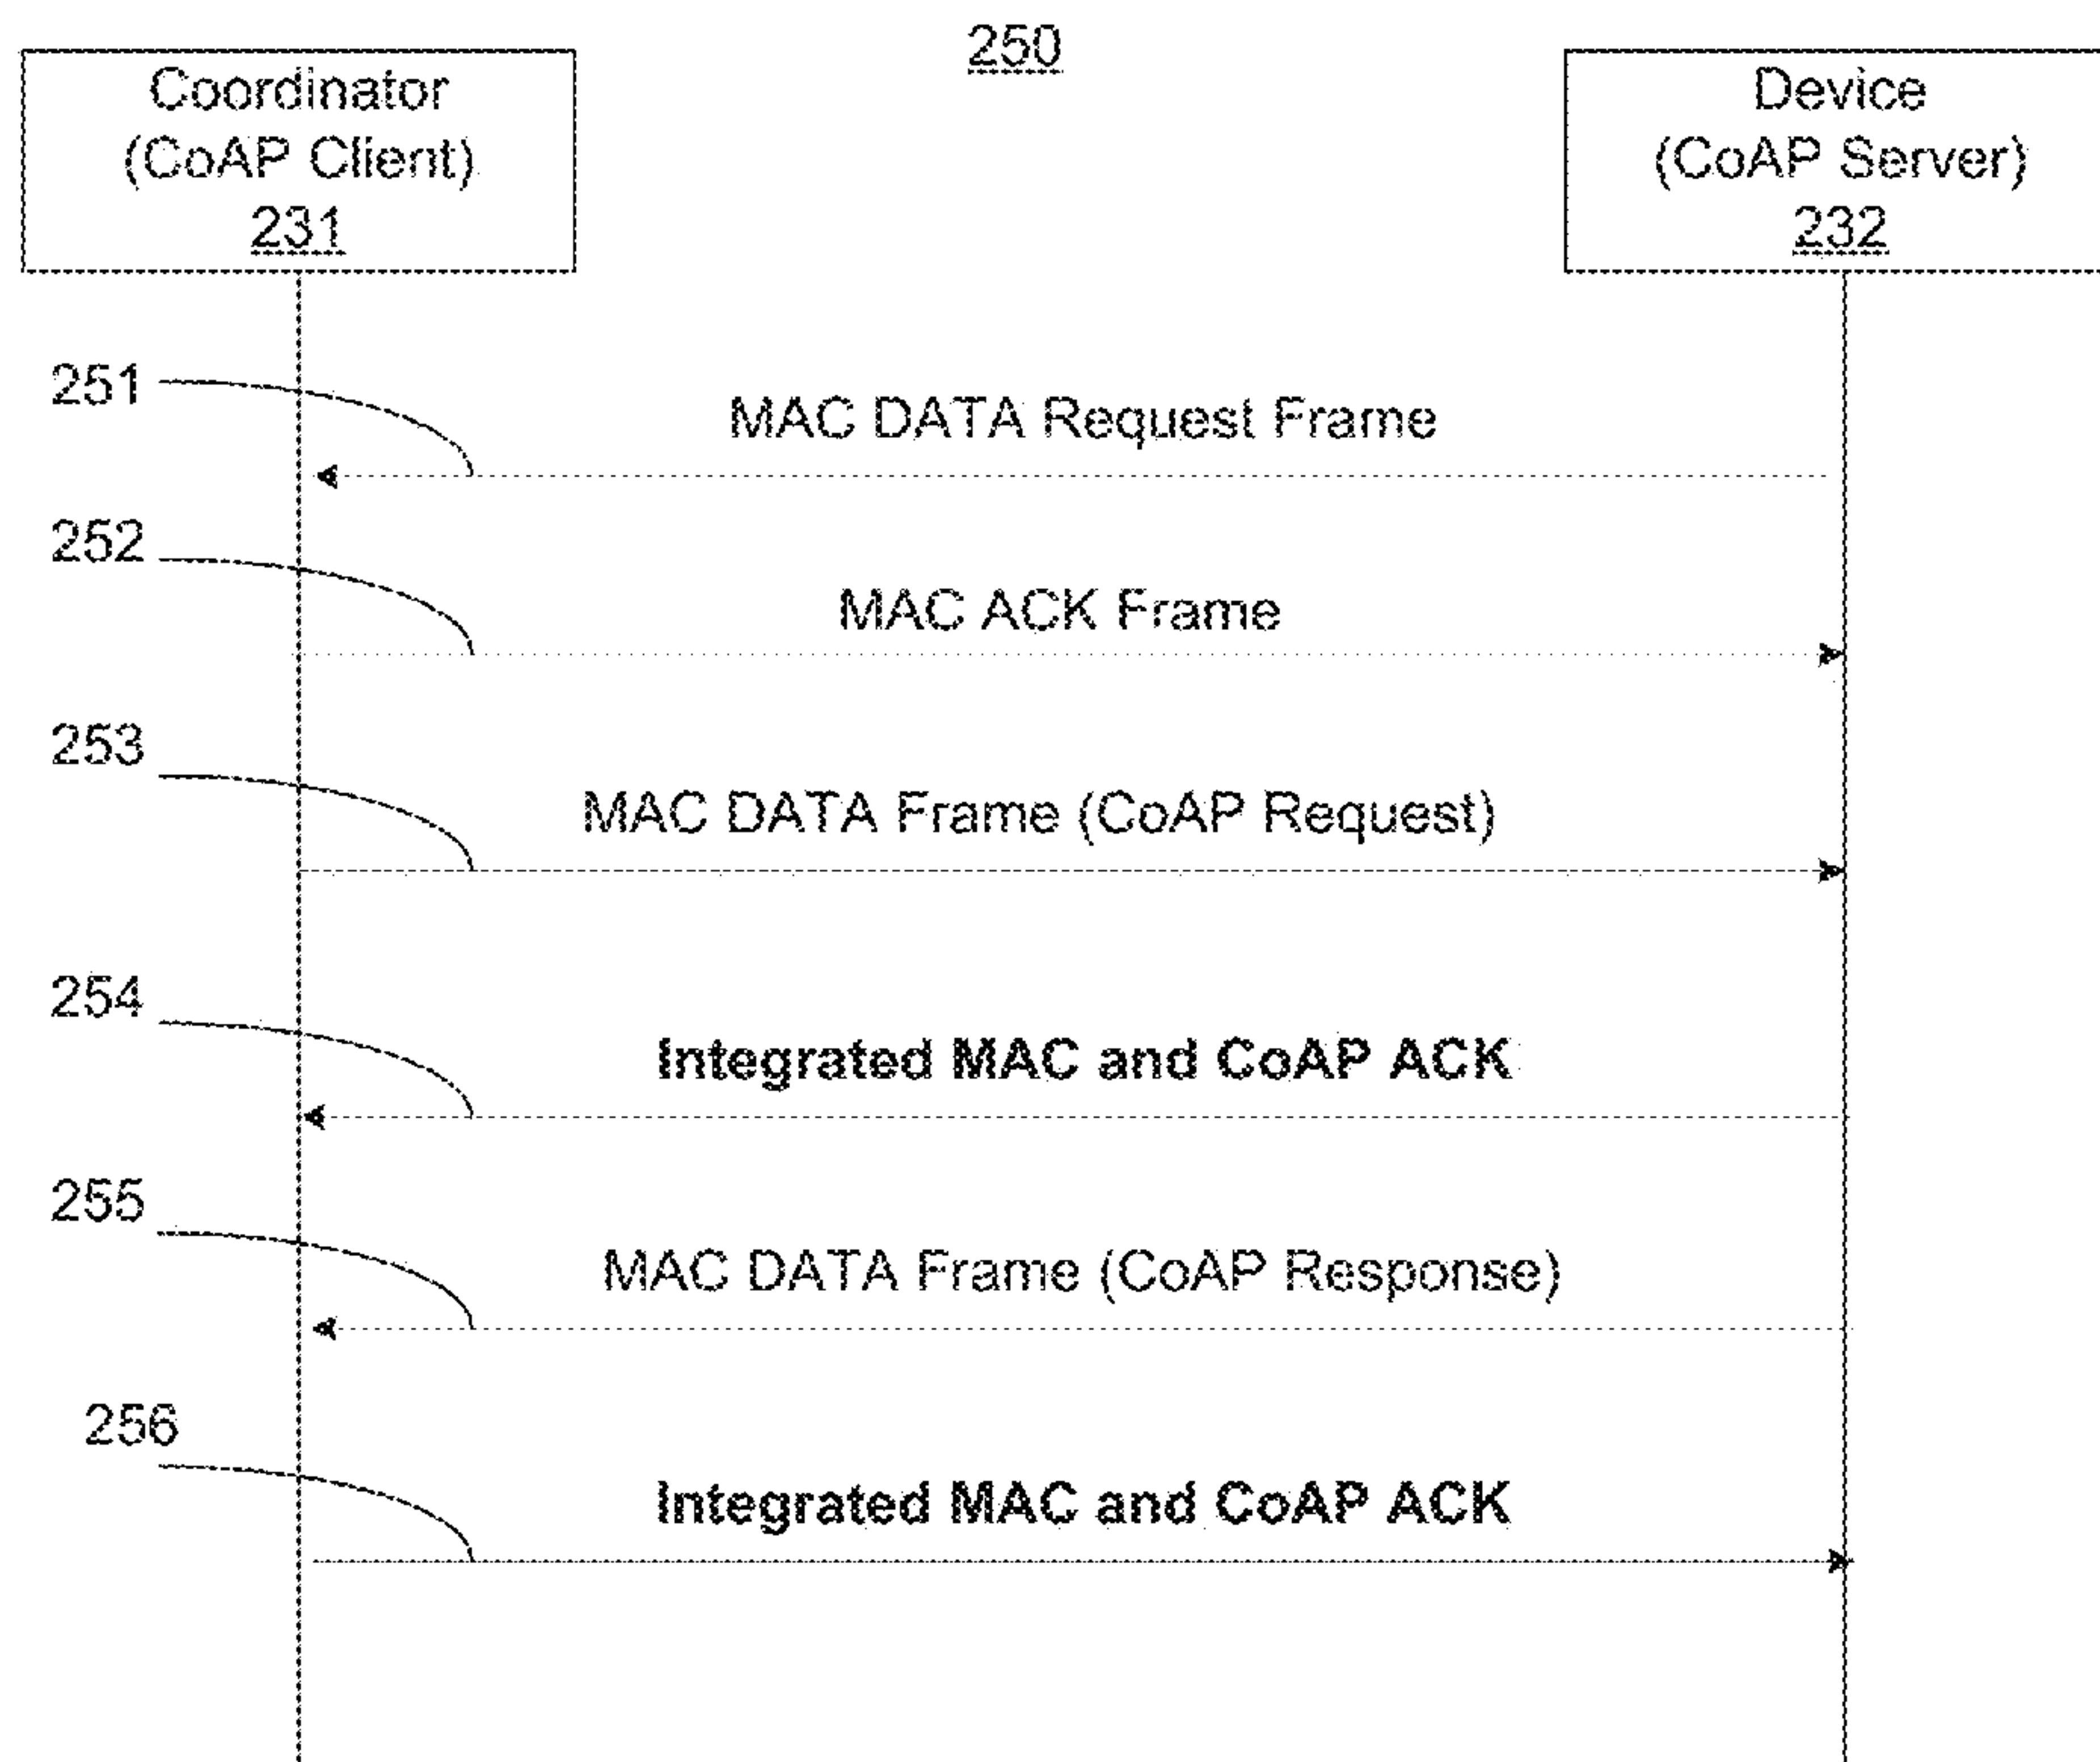 250
Coordinator
(CoAP Client)
231
Device
(CoAP Server)
232
251
MAC DATA Request Frame
252
MAC ACK Frame
253
MAC DATA Frame (CoAP Request)
254
Integrated MAC and CoAP ACK
255
MAC DATA Frame (CoAP Response)
256
Integrated MAC and CoAP ACK